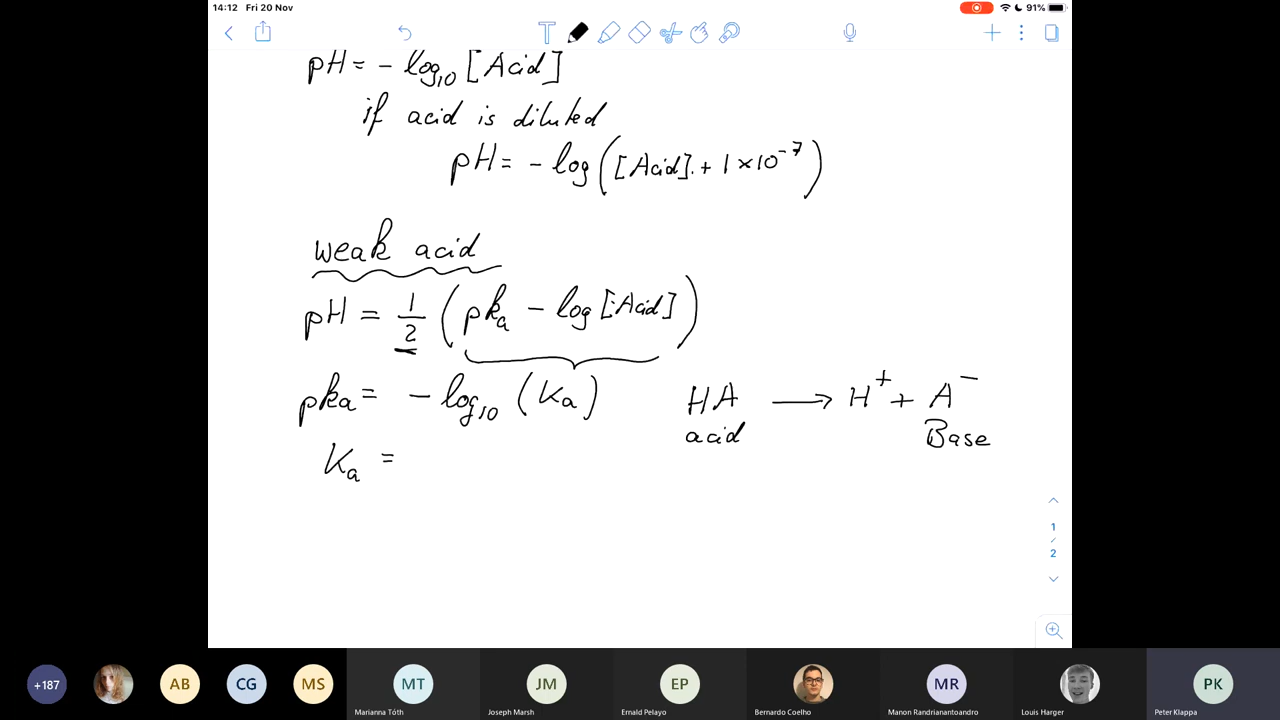 14:12 Fri 20 Nov 91%
T
pH = - log₁₀ [Acid]
if acid is diluted
pH = - log ([Acid] + 1 × 10⁻⁷)
weak acid
pH = 1/2 (pkₐ - log [Acid])
pka = - log₁₀ (Kₐ) HA ⟶ H⁺ + A⁻
acid Base
Kₐ =
1
/
2
+187 AB CG MS MT JM EP MR PK
Marianna Tóth Joseph Marsh Ernald Pelayo Bernardo Coelho Manon Randrianantoandro Louis Harger Peter Klappa